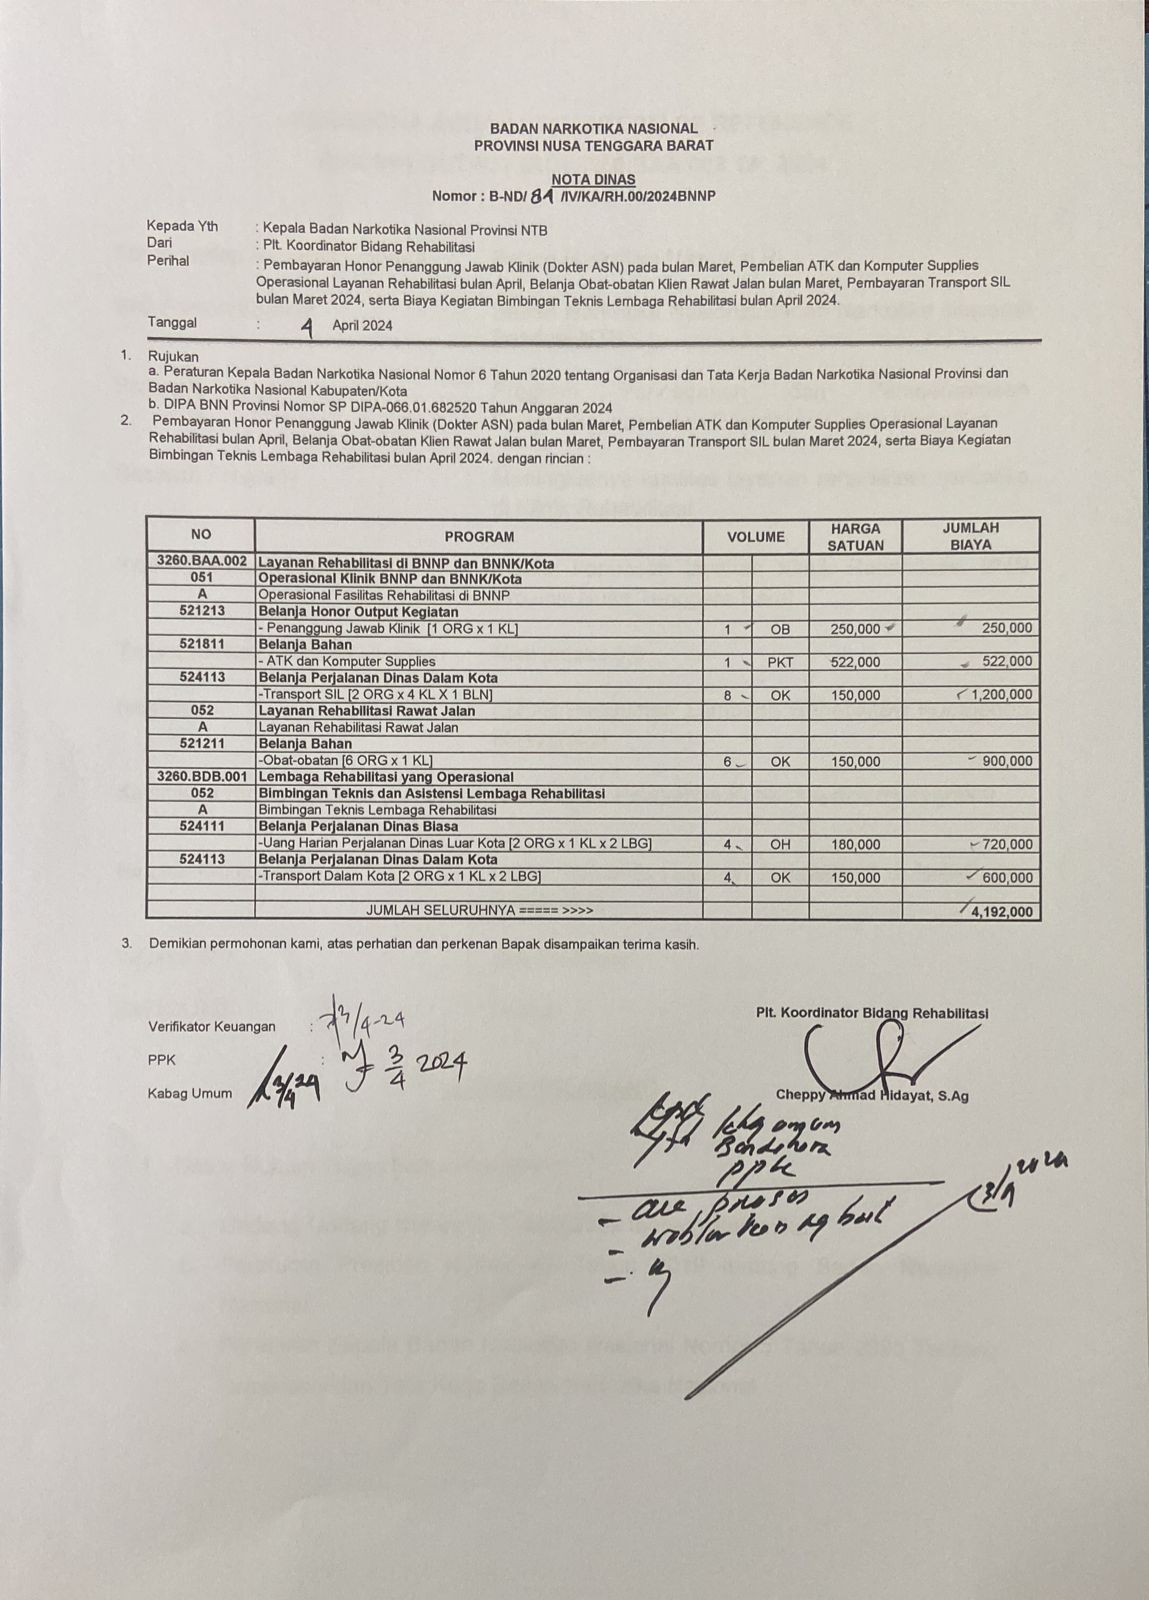 BADAN NARKOTIKA NASIONAL
PROVINSI NUSA TENGGARA BARAT
NOTA DINAS
Nomor : B-ND/ 81 /IV/KA/RH.00/2024BNNP
Kepada Yth : Kepala Badan Narkotika Nasional Provinsi NTB
Dari : Plt. Koordinator Bidang Rehabilitasi
Perihal : Pembayaran Honor Penanggung Jawab Klinik (Dokter ASN) pada bulan Maret, Pembelian ATK dan Komputer Supplies
Operasional Layanan Rehabilitasi bulan April, Belanja Obat-obatan Klien Rawat Jalan bulan Maret, Pembayaran Transport SIL
bulan Maret 2024, serta Biaya Kegiatan Bimbingan Teknis Lembaga Rehabilitasi bulan April 2024.
Tanggal : 4 April 2024
1. Rujukan
a. Peraturan Kepala Badan Narkotika Nasional Nomor 6 Tahun 2020 tentang Organisasi dan Tata Kerja Badan Narkotika Nasional Provinsi dan
Badan Narkotika Nasional Kabupaten/Kota
b. DIPA BNN Provinsi Nomor SP DIPA-066.01.682520 Tahun Anggaran 2024
2. Pembayaran Honor Penanggung Jawab Klinik (Dokter ASN) pada bulan Maret, Pembelian ATK dan Komputer Supplies Operasional Layanan
Rehabilitasi bulan April, Belanja Obat-obatan Klien Rawat Jalan bulan Maret, Pembayaran Transport SIL bulan Maret 2024, serta Biaya Kegiatan
Bimbingan Teknis Lembaga Rehabilitasi bulan April 2024. dengan rincian :
NO PROGRAM VOLUME HARGA SATUAN JUMLAH BIAYA
3260.BAA.002 Layanan Rehabilitasi di BNNP dan BNNK/Kota
051 Operasional Klinik BNNP dan BNNK/Kota
A Operasional Fasilitas Rehabilitasi di BNNP
521213 Belanja Honor Output Kegiatan
- Penanggung Jawab Klinik [1 ORG x 1 KL] 1 OB 250,000 250,000
521811 Belanja Bahan
- ATK dan Komputer Supplies 1 PKT 522,000 522,000
524113 Belanja Perjalanan Dinas Dalam Kota
-Transport SIL [2 ORG x 4 KL X 1 BLN] 8 OK 150,000 1,200,000
052 Layanan Rehabilitasi Rawat Jalan
A Layanan Rehabilitasi Rawat Jalan
521211 Belanja Bahan
-Obat-obatan [6 ORG x 1 KL] 6 OK 150,000 900,000
3260.BDB.001 Lembaga Rehabilitasi yang Operasional
052 Bimbingan Teknis dan Asistensi Lembaga Rehabilitasi
A Bimbingan Teknis Lembaga Rehabilitasi
524111 Belanja Perjalanan Dinas Biasa
-Uang Harian Perjalanan Dinas Luar Kota [2 ORG x 1 KL x 2 LBG] 4 OH 180,000 720,000
524113 Belanja Perjalanan Dinas Dalam Kota
-Transport Dalam Kota [2 ORG x 1 KL x 2 LBG] 4 OK 150,000 600,000
JUMLAH SELURUHNYA ===== >>>> 4,192,000
3. Demikian permohonan kami, atas perhatian dan perkenan Bapak disampaikan terima kasih.
Plt. Koordinator Bidang Rehabilitasi
Verifikator Keuangan : 3/4-24
PPK : 3/4 2024
Kabag Umum 3/4 24
Cheppy Ahmad Hidayat, S.Ag
Yth Kbg umum
Bendahara
PPK
- acc proses
2024